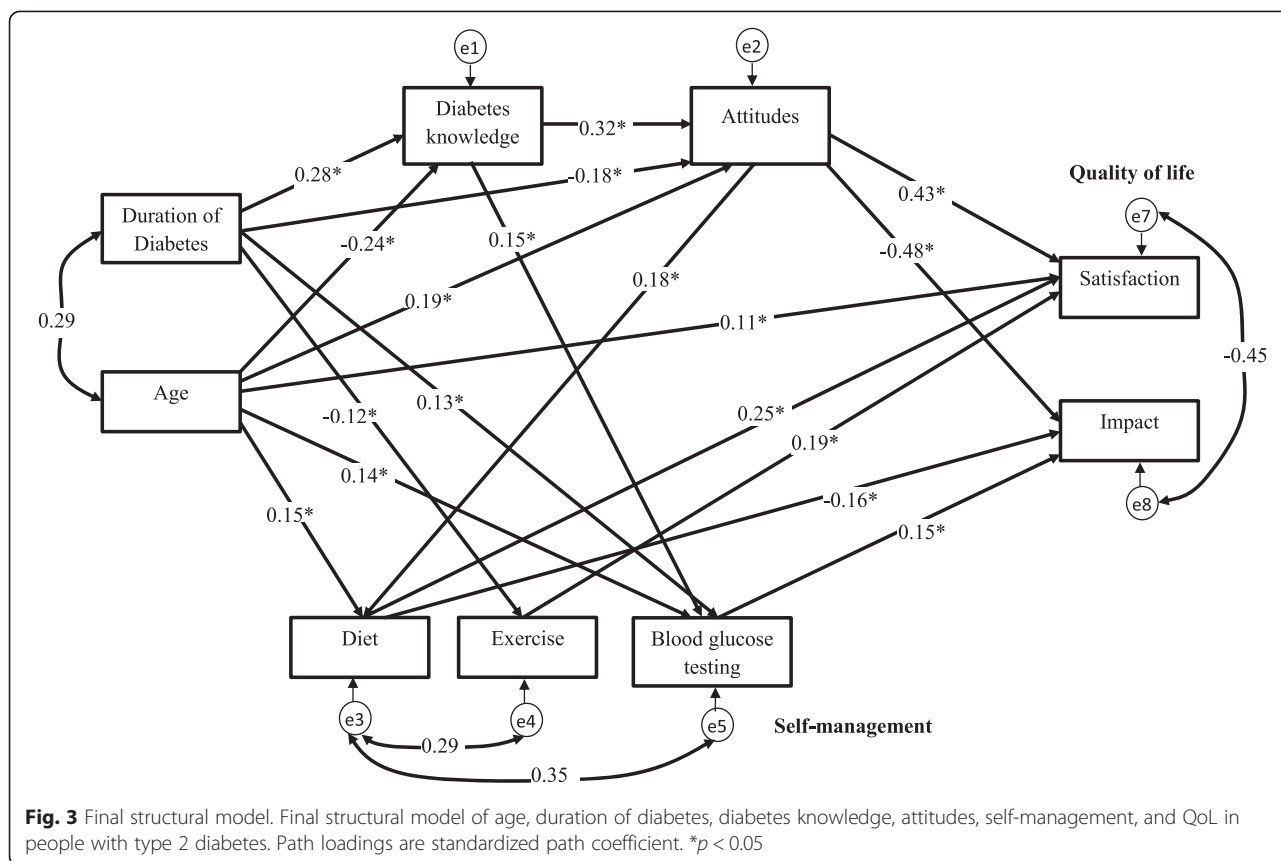 e1
e2
Diabetes
knowledge
0.32*
Attitudes
0.28*
-0.18*
0.43*
Quality of life
Duration of
Diabetes
e7
-0.24*
0.15*
-0.48*
Satisfaction
0.18*
0.19*
0.29
0.11*
-0.45
Age
-0.12*
0.13*
0.25*
Impact
0.19*
0.14*
-0.16*
e8
0.15*
0.15*
Diet
Exercise
Blood glucose
testing
e3
e4
e5
Self-management
0.29
0.35
Fig. 3 Final structural model. Final structural model of age, duration of diabetes, diabetes knowledge, attitudes, self-management, and QoL in
people with type 2 diabetes. Path loadings are standardized path coefficient. *p < 0.05